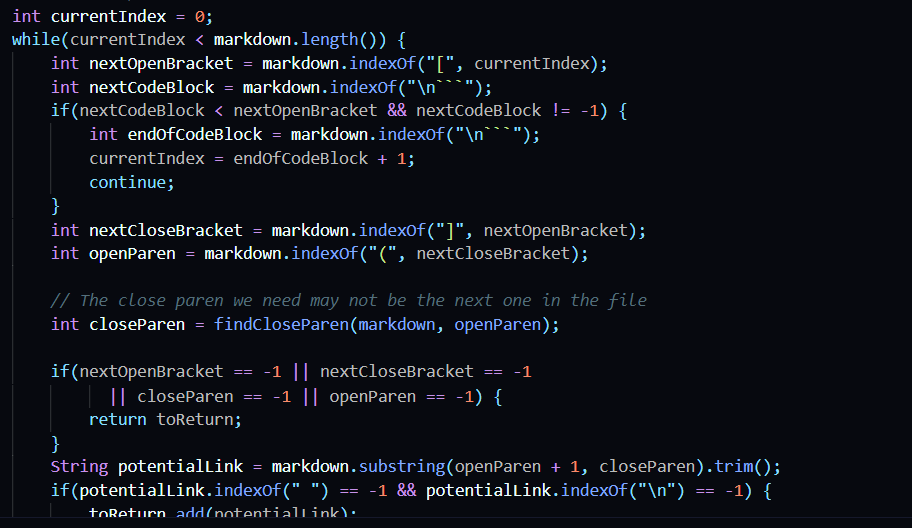 int currentIndex = 0;
while(currentIndex < markdown.length()) {
    int nextOpenBracket = markdown.indexOf("[", currentIndex);
    int nextCodeBlock = markdown.indexOf("\n```");
    if(nextCodeBlock < nextOpenBracket && nextCodeBlock != -1) {
        int endOfCodeBlock = markdown.indexOf("\n```");
        currentIndex = endOfCodeBlock + 1;
        continue;
    }
    int nextCloseBracket = markdown.indexOf("]", nextOpenBracket);
    int openParen = markdown.indexOf("(", nextCloseBracket);
    // The close paren we need may not be the next one in the file
    int closeParen = findCloseParen(markdown, openParen);
    if(nextOpenBracket == -1 || nextCloseBracket == -1
          || closeParen == -1 || openParen == -1) {
        return toReturn;
    }
    String potentialLink = markdown.substring(openParen + 1, closeParen).trim();
    if(potentialLink.indexOf(" ") == -1 && potentialLink.indexOf("\n") == -1) {
        toReturn.add(potentialLink);